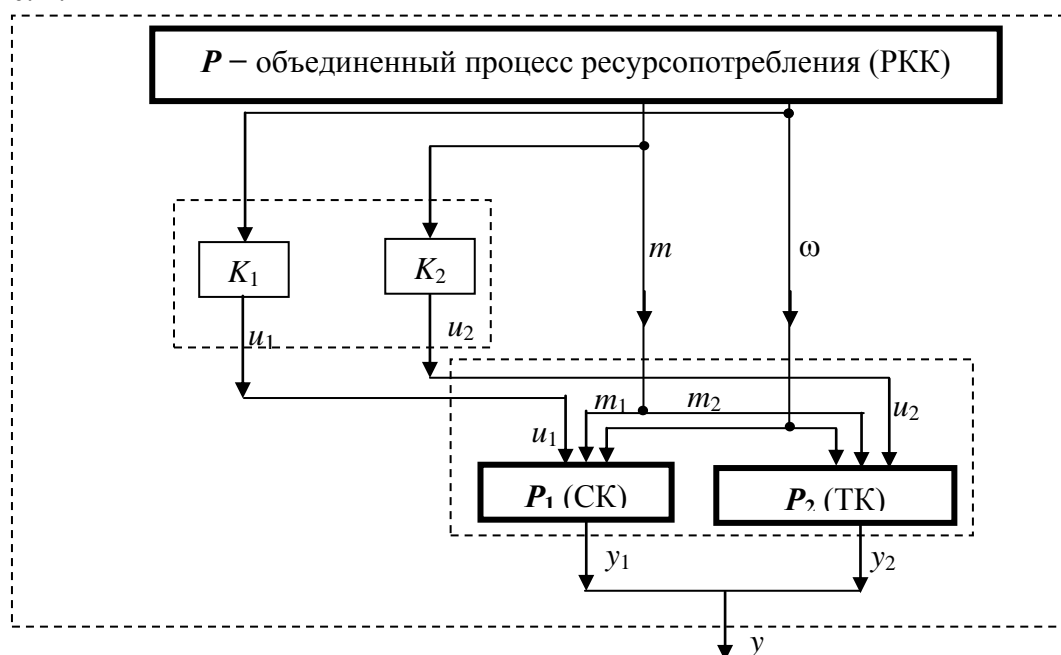 P − объединенный процесс ресурсопотребления (РКК)
m
ω
K₁
K₂
u₁
u₂
m₁
m₂
u₂
u₁
P₁ (СК)
P₂ (ТК)
y₁
y₂
y